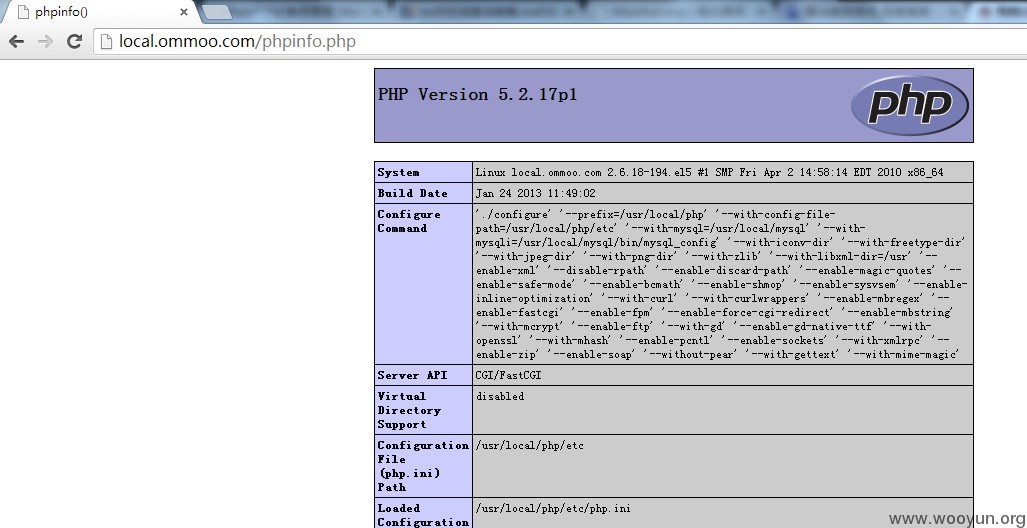 phpinfo()
local.ommoo.com/phpinfo.php
PHP Version 5.2.17p1
php
System
Linux local.ommoo.com 2.6.18-194.el5 #1 SMP Fri Apr 2 14:58:14 EDT 2010 x86_64
Build Date
Jan 24 2013 11:49:02
Configure
Command
'./configure' '--prefix=/usr/local/php' '--with-config-file-
path=/usr/local/php/etc' '--with-mysql=/usr/local/mysql' '--with-
mysqli=/usr/local/mysql/bin/mysql_config' '--with-iconv-dir' '--with-freetype-dir'
'--with-jpeg-dir' '--with-png-dir' '--with-zlib' '--with-libxml-dir=/usr' '--
enable-xml' '--disable-rpath' '--enable-discard-path' '--enable-magic-quotes' '--
enable-safe-mode' '--enable-bcmath' '--enable-shmop' '--enable-sysvsem' '--enable-
inline-optimization' '--with-curl' '--with-curlwrappers' '--enable-mbregex' '--
enable-fastcgi' '--enable-fpm' '--enable-force-cgi-redirect' '--enable-mbstring'
'--with-mcrypt' '--enable-ftp' '--with-gd' '--enable-gd-native-ttf' '--with-
openssl' '--with-mhash' '--enable-pcntl' '--enable-sockets' '--with-xmlrpc' '--
enable-zip' '--enable-soap' '--without-pear' '--with-gettext' '--with-mime-magic'
Server API
CGI/FastCGI
Virtual
Directory
Support
disabled
Configuration
File
(php.ini)
Path
/usr/local/php/etc
Loaded
Configuration
/usr/local/php/etc/php.ini
www.wooyun.org